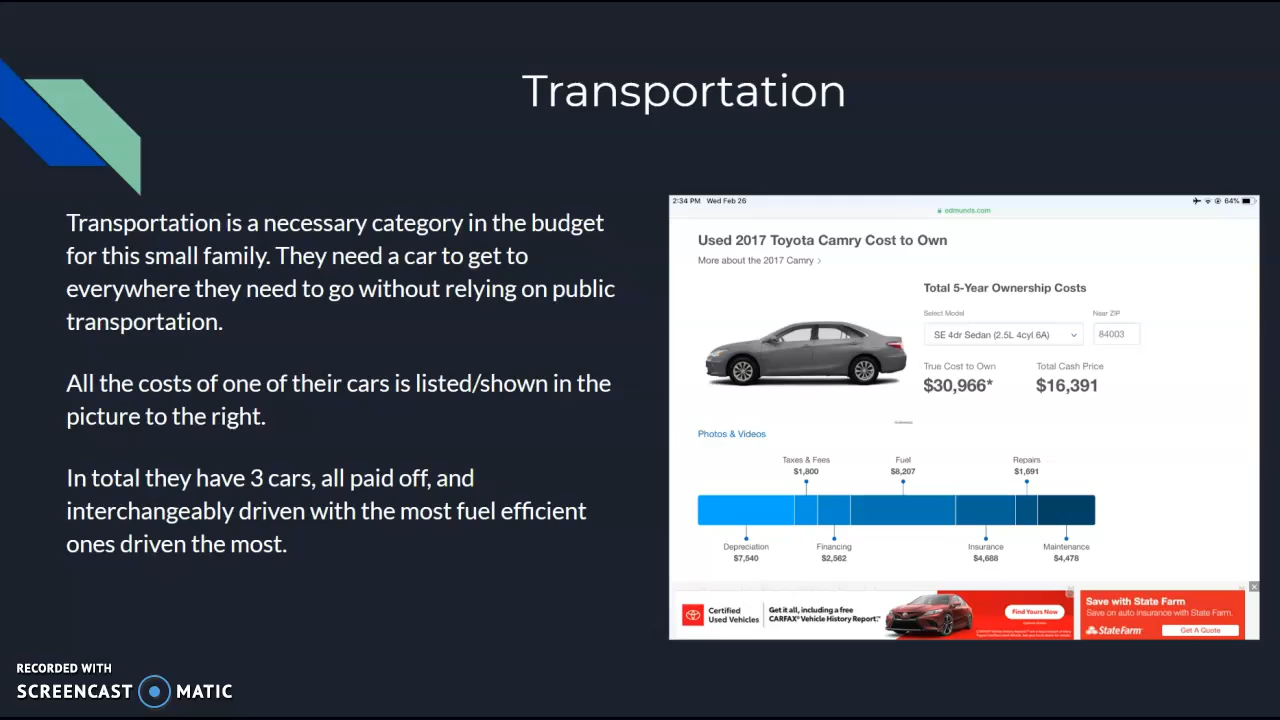 Transportation
Transportation is a necessary category in the budget
for this small family. They need a car to get to
everywhere they need to go without relying on public
transportation.
All the costs of one of their cars is listed/shown in the
picture to the right.
In total they have 3 cars, all paid off, and
interchangeably driven with the most fuel efficient
ones driven the most.
2:34 PM Wed Feb 26
64%
edmunds.com
Used 2017 Toyota Camry Cost to Own
More about the 2017 Camry >
Total 5-Year Ownership Costs
Select Model
Near ZIP
SE 4dr Sedan (2.5L 4cyl 6A)
84003
True Cost to Own
Total Cash Price
$30,966*
$16,391
Photos & Videos
Taxes & Fees
Fuel
Repairs
$1,800
$8,207
$1,691
Depreciation
Financing
Insurance
Maintenance
$7,540
$2,562
$4,688
$4,478
Certified
Used Vehicles
Get it all, including a free
CARFAX® Vehicle History Report.™
Find Yours Now
Save with State Farm
Save on auto insurance with State Farm.
StateFarm
Get A Quote
RECORDED WITH
SCREENCAST MATIC